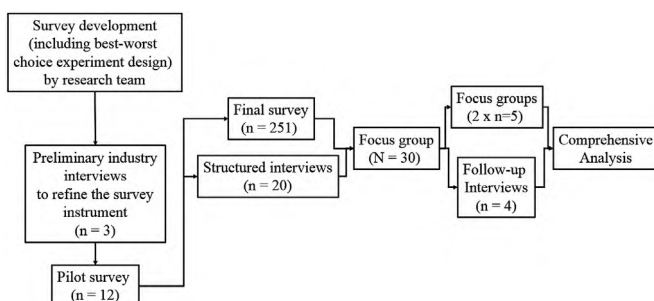 Survey development
(including best-worst
choice experiment design)
by research team
Preliminary industry
interviews
to refine the survey
instrument
(n = 3)
Pilot survey
(n = 12)
Final survey
(n = 251)
Structured interviews
(n = 20)
Focus group
(N = 30)
Focus groups
(2 x n=5)
Follow-up
Interviews
(n = 4)
Comprehensive
Analysis